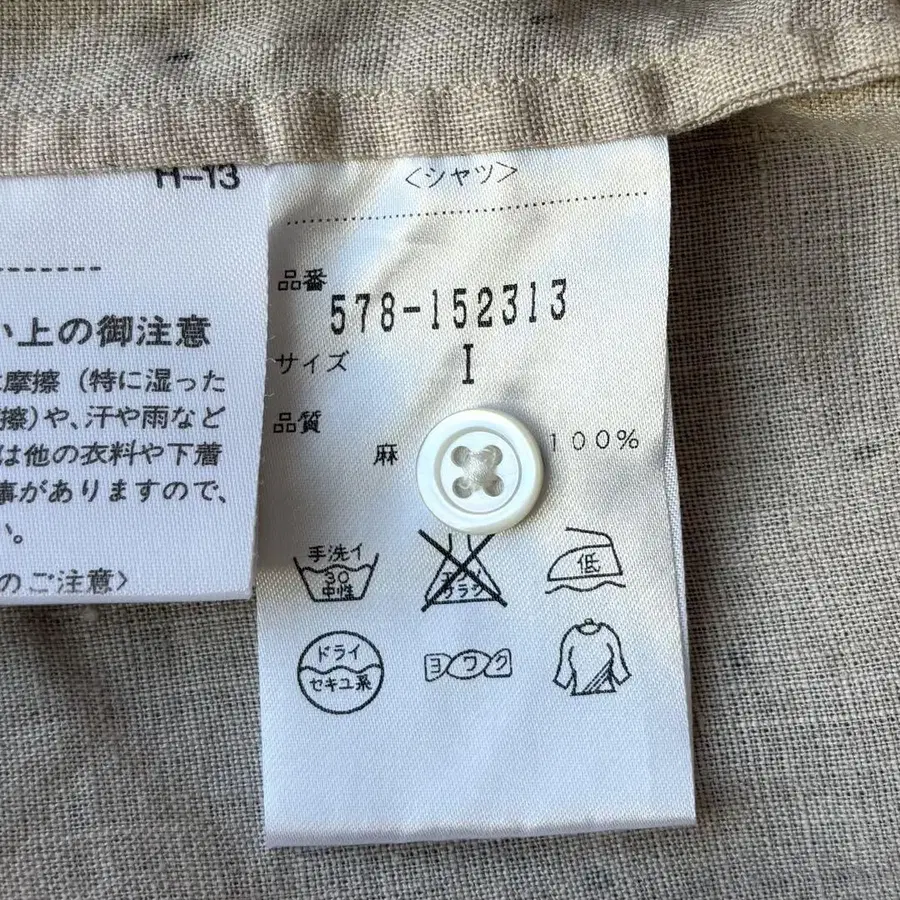 H-13
い上の御注意
摩擦 (特に湿った
擦)や、汗や雨など
は他の衣料や下着
事がありますので、
い。
のご注意〉
〈シャツ〉
品番
578-152313
サイズ
I
品質
麻 100%
手洗イ
30
中性
エンソ
サラシ
低
ドライ
セキユ系
ヨワク